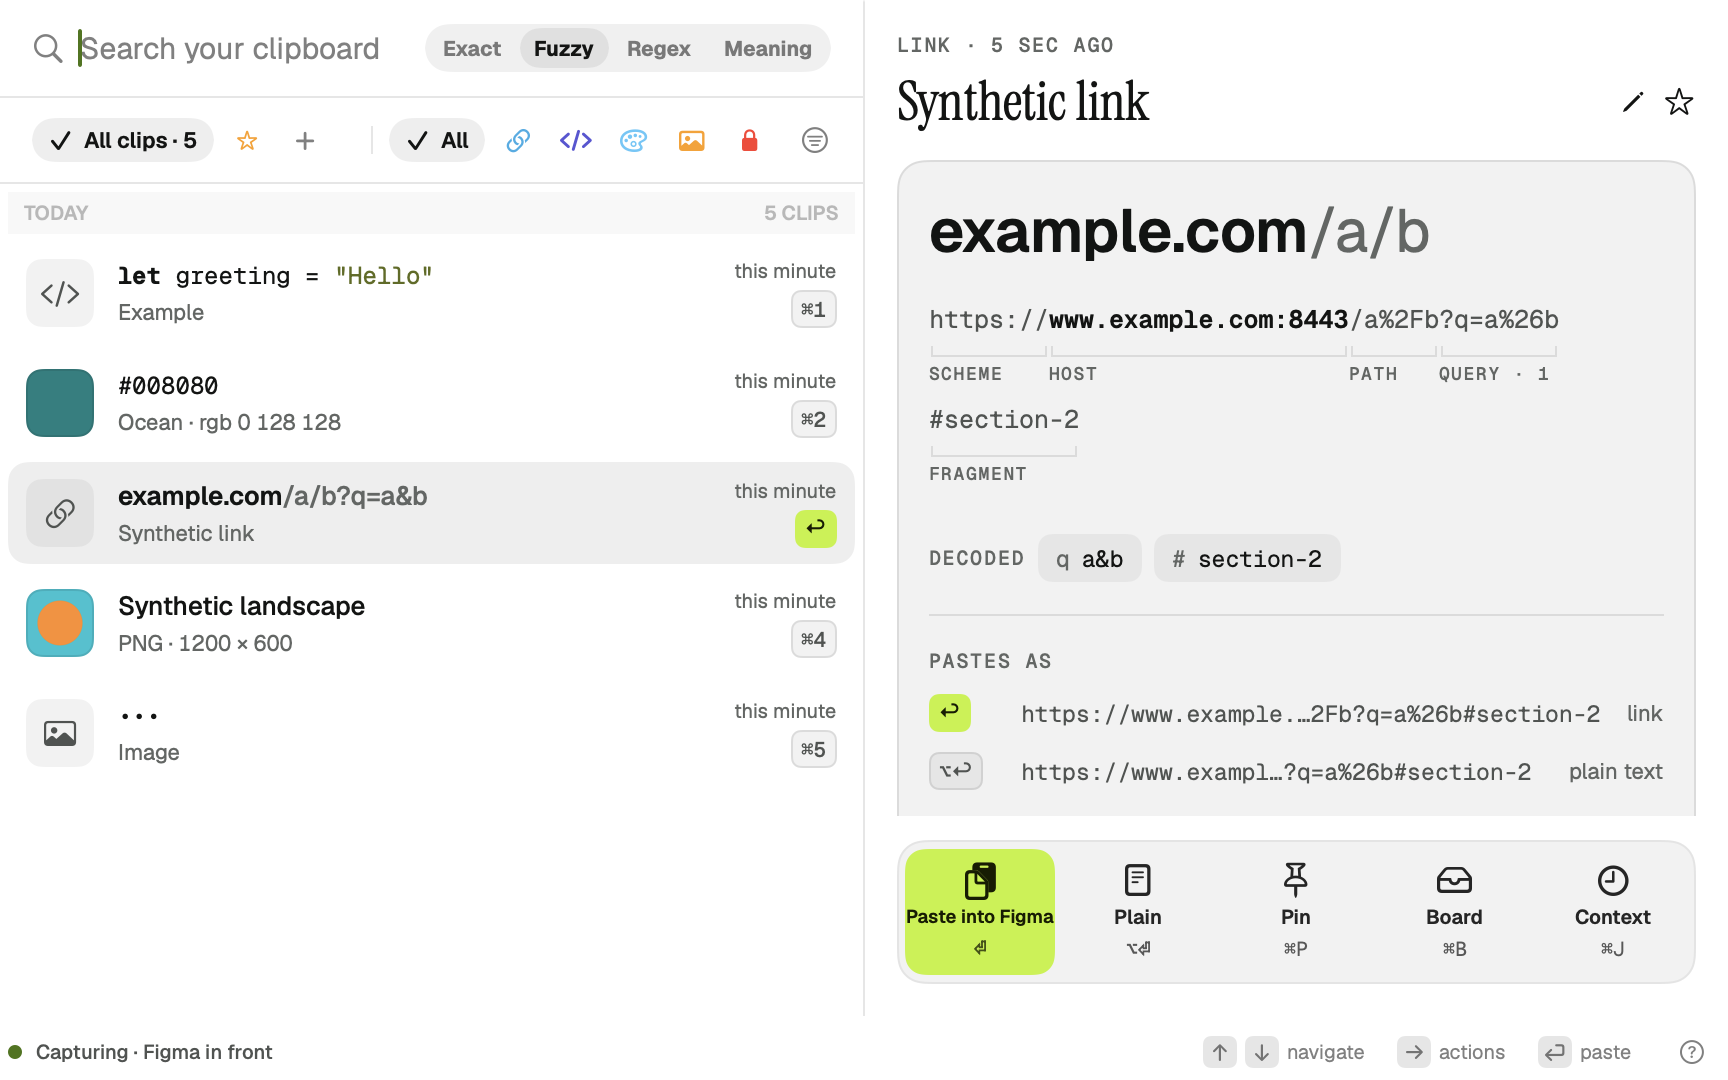 Search your clipboard
Exact Fuzzy Regex Meaning
All clips · 5
All
TODAY
5 CLIPS
let greeting = "Hello"
Example
this minute
⌘1
#008080
Ocean · rgb 0 128 128
this minute
⌘2
example.com/a/b?q=a&b
Synthetic link
this minute
↩
Synthetic landscape
PNG · 1200 × 600
this minute
⌘4
...
Image
this minute
⌘5
LINK · 5 SEC AGO
Synthetic link
example.com/a/b
https://www.example.com:8443/a%2Fb?q=a%26b
SCHEME HOST PATH QUERY · 1
#section-2
FRAGMENT
DECODED q a&b # section-2
PASTES AS
↩ https://www.example.…2Fb?q=a%26b#section-2 link
⌥↩ https://www.exampl…?q=a%26b#section-2 plain text
Paste into Figma
⏎
Plain
⌥⏎
Pin
⌘P
Board
⌘B
Context
⌘J
Capturing · Figma in front
↑ ↓ navigate → actions ↩ paste ?